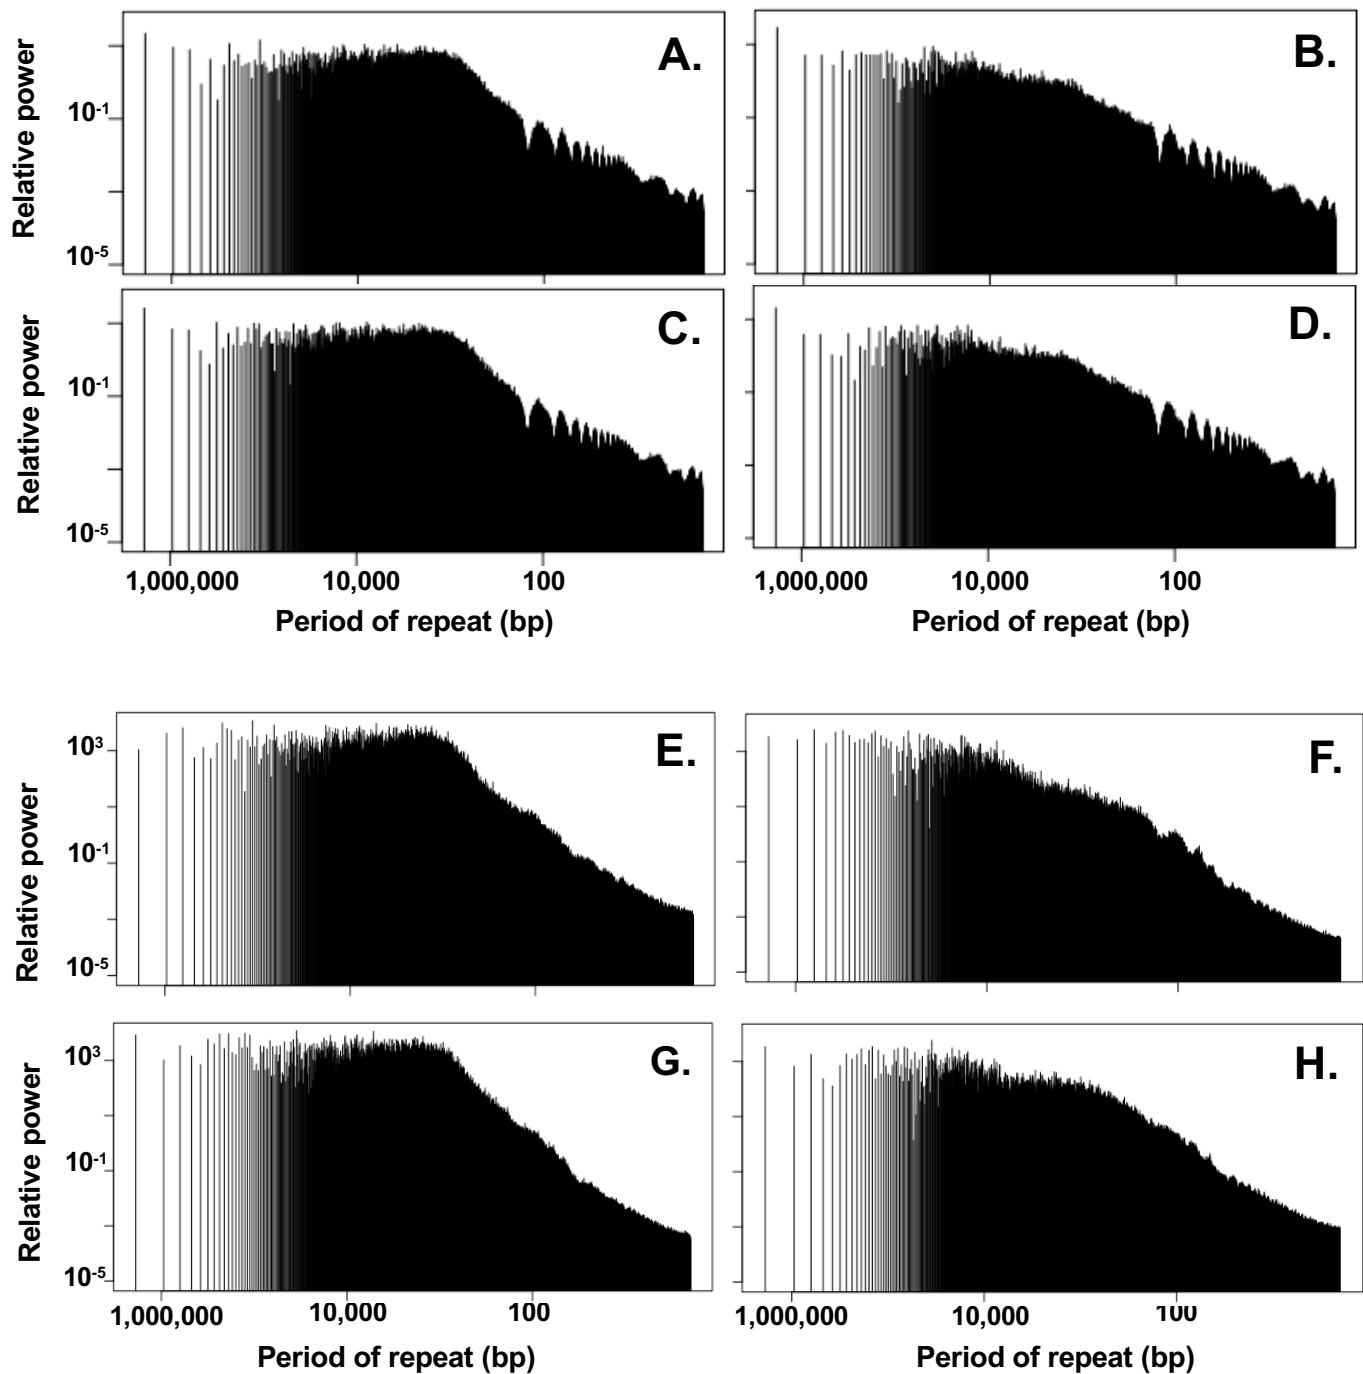 A.
B.
Relative power
10-1
10-5
C.
D.
Relative power
10-1
10-5
1,000,000 10,000 100
1,000,000 10,000 100
Period of repeat (bp)
Period of repeat (bp)
E.
F.
Relative power
103
10-1
10-5
G.
H.
Relative power
103
10-1
10-5
1,000,000 10,000 100
1,000,000 10,000
Period of repeat (bp)
Period of repeat (bp)